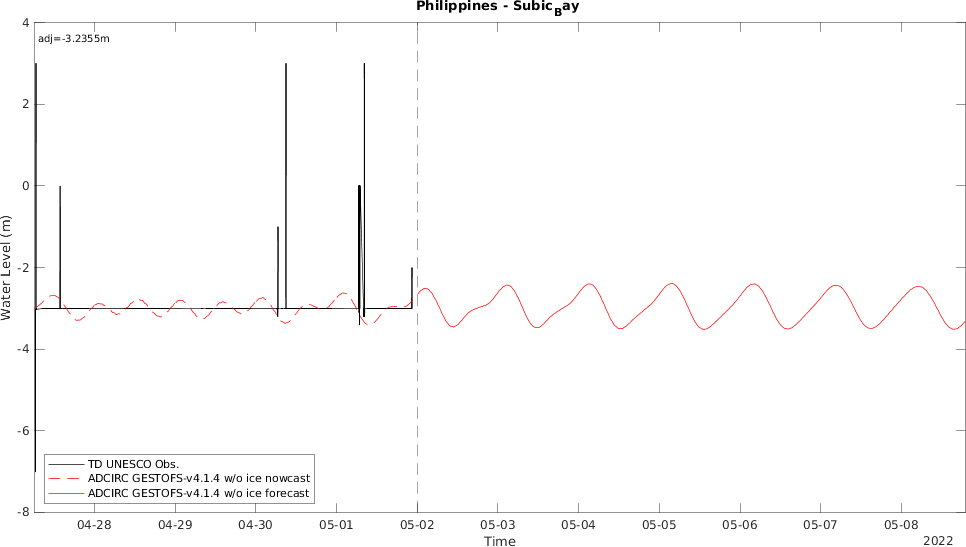 Philippines - Subic_Bay
adj=-3.2355m
4
2
0
-2
-4
-6
-8
Water Level (m)
TD UNESCO Obs.
ADCIRC GESTOFS-v4.1.4 w/o ice nowcast
ADCIRC GESTOFS-v4.1.4 w/o ice forecast
04-28 04-29 04-30 05-01 05-02 05-03 05-04 05-05 05-06 05-07 05-08
Time
2022